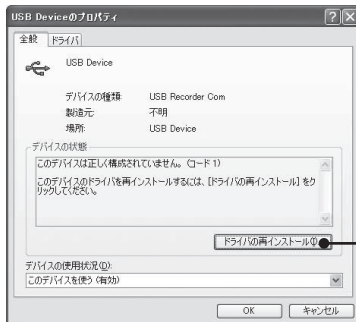 USB Deviceのプロパティ
全般 ドライバ
USB Device
デバイスの種類: USB Recorder Com
製造元: 不明
場所: USB Device
デバイスの状態
このデバイスは正しく構成されていません。 (コード 1)
このデバイスのドライバを再インストールするには、[ドライバの再インストール] をク
リックしてください。
ドライバの再インストール(I)
デバイスの使用状況(D):
このデバイスを使う (有効)
OK キャンセル